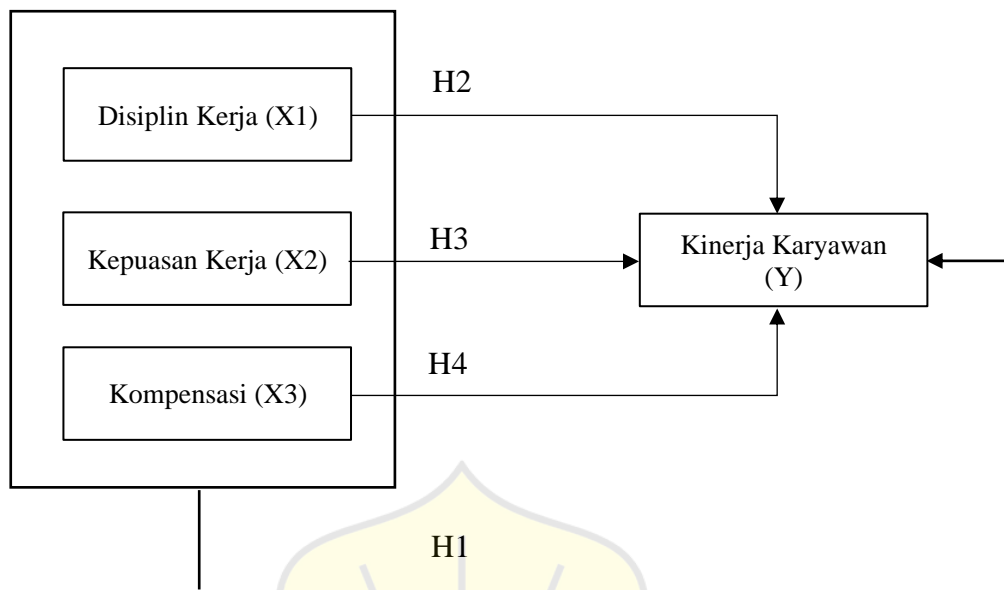 H2
Disiplin Kerja (X1)
H3
Kepuasan Kerja (X2)
Kinerja Karyawan
(Y)
H4
Kompensasi (X3)
H1